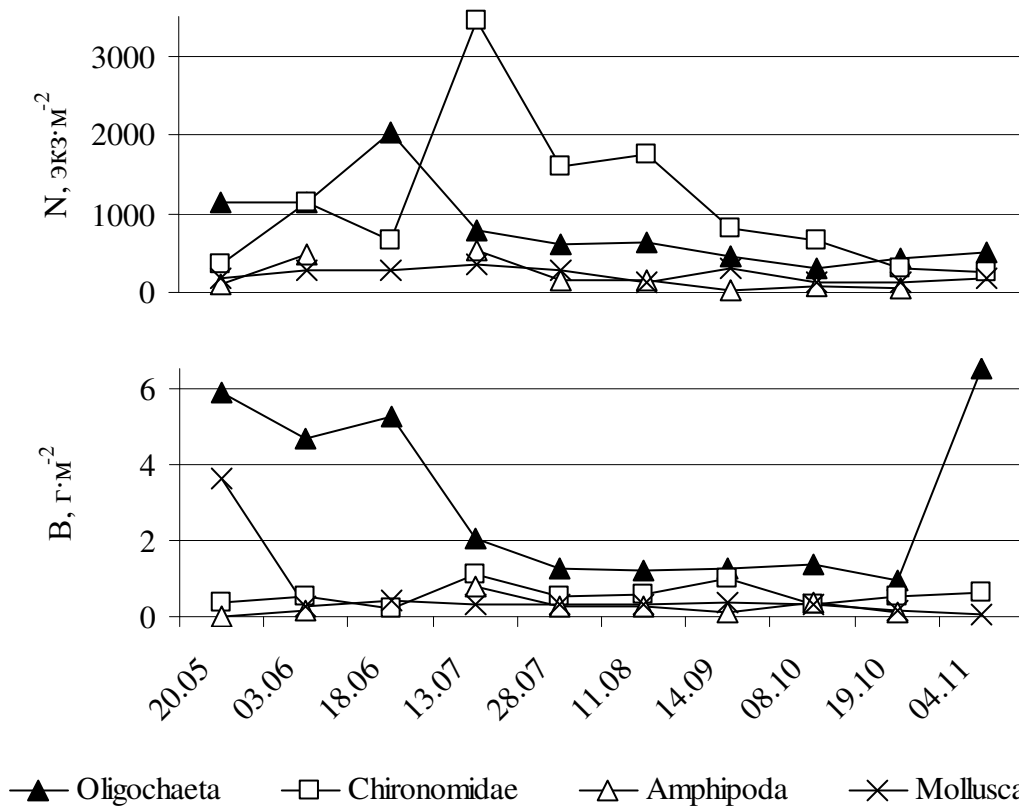 3000
2000
1000
0
N, экз·м⁻²
6
4
2
0
B, г·м⁻²
20.05 03.06 18.06 13.07 28.07 11.08 14.09 08.10 19.10 04.11
Oligochaeta Chironomidae Amphipoda Mollusca